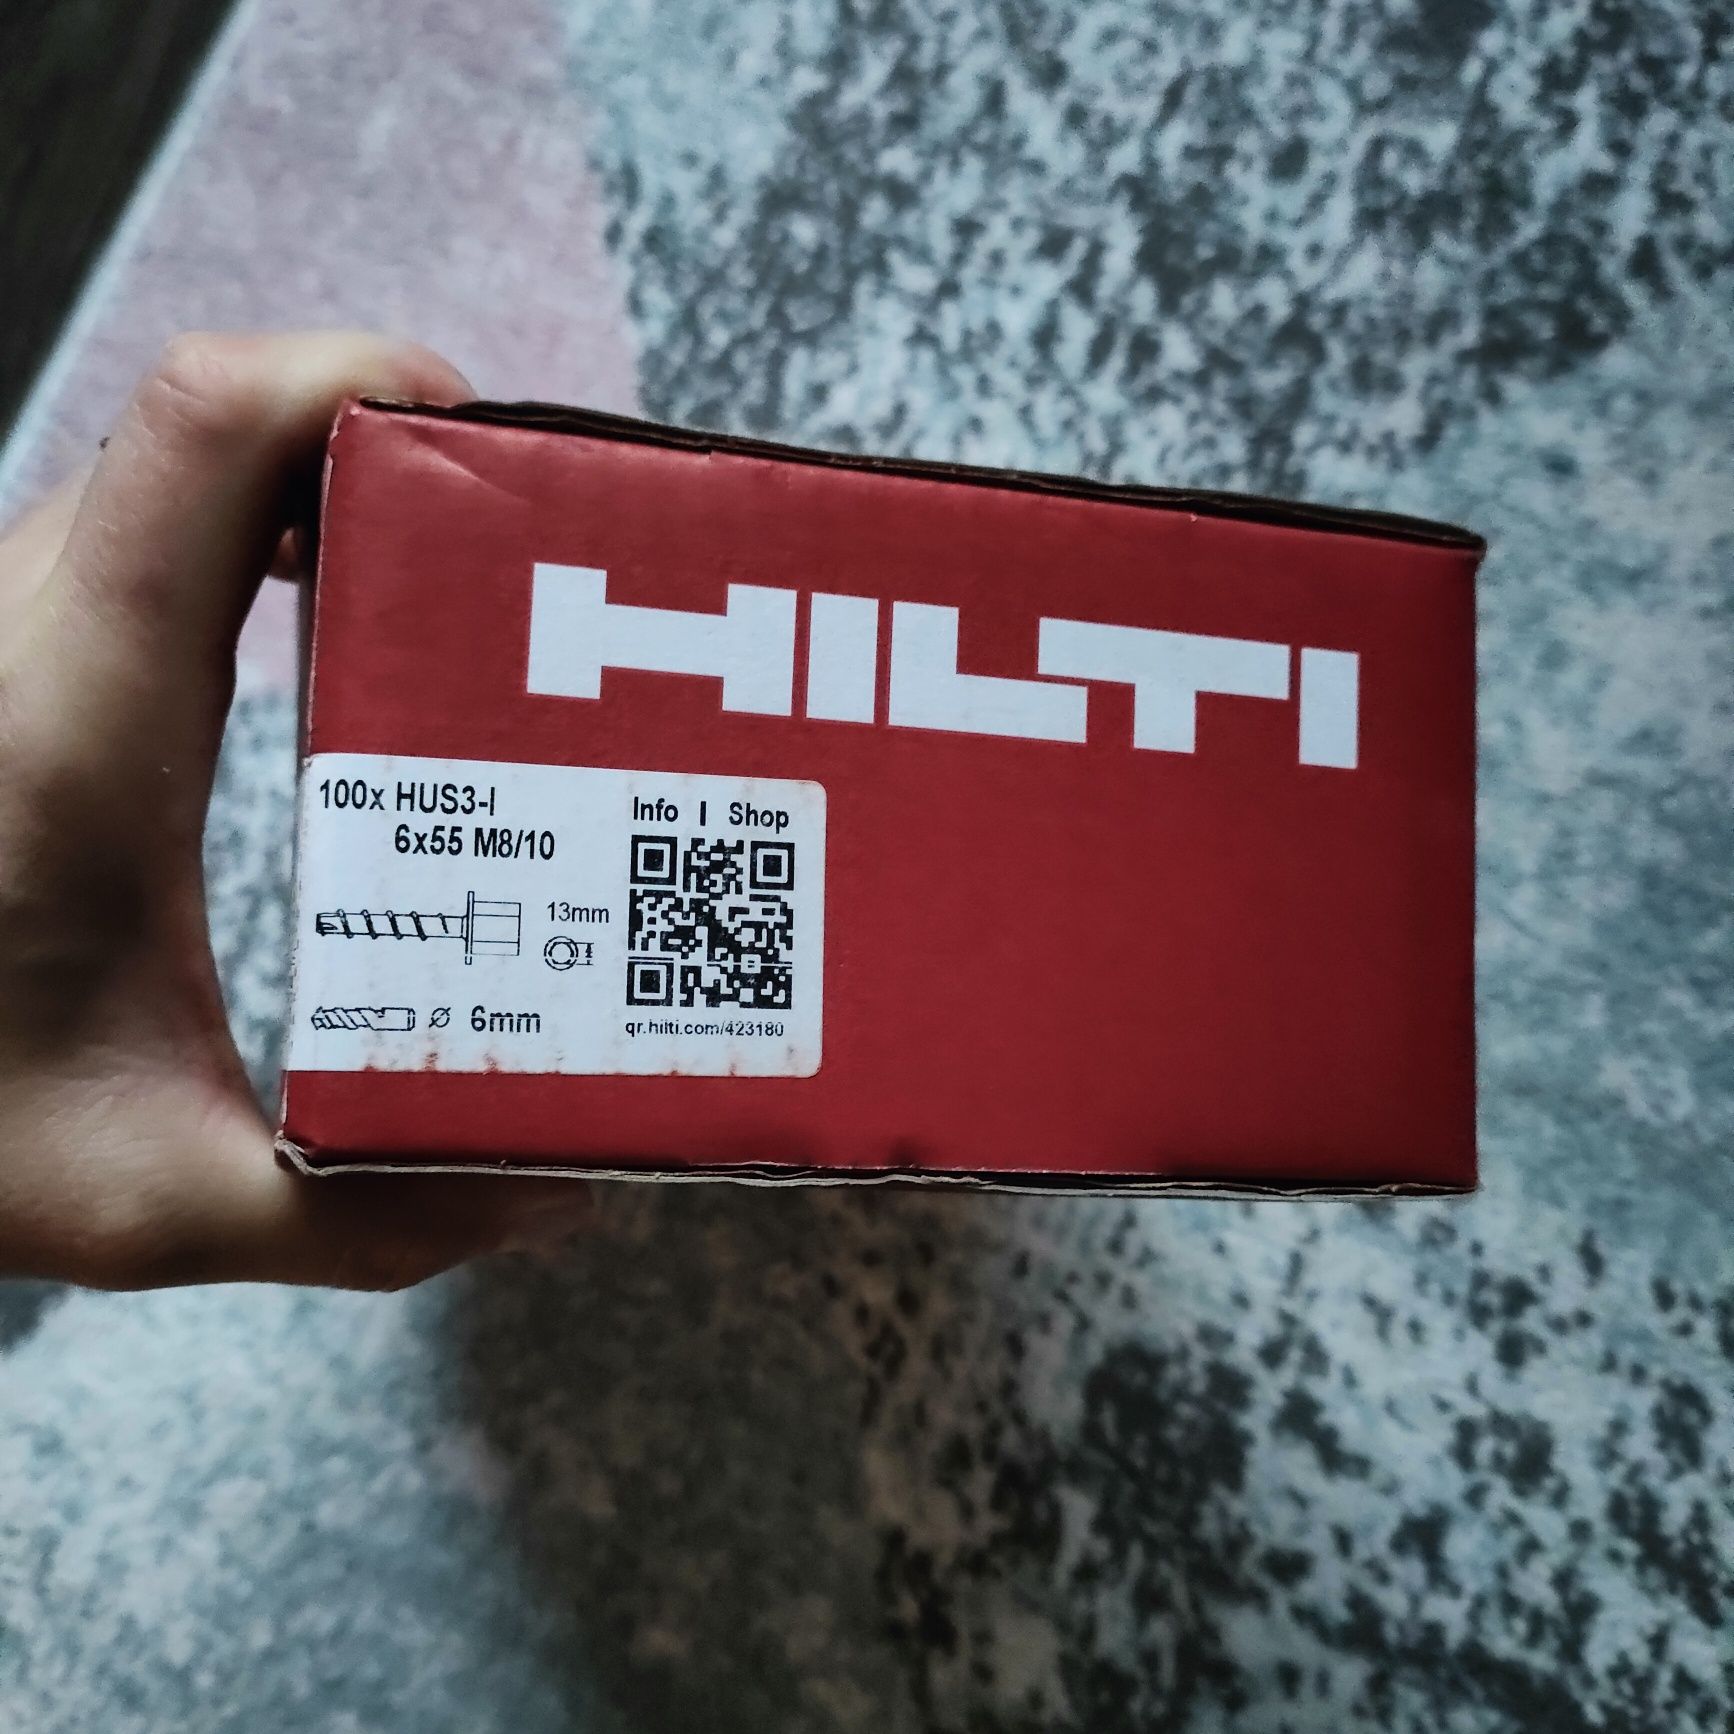 HILTI
100x HUS3-I
6x55 M8/10
Info | Shop
13mm
⌀ 6mm
qr.hilti.com/423180